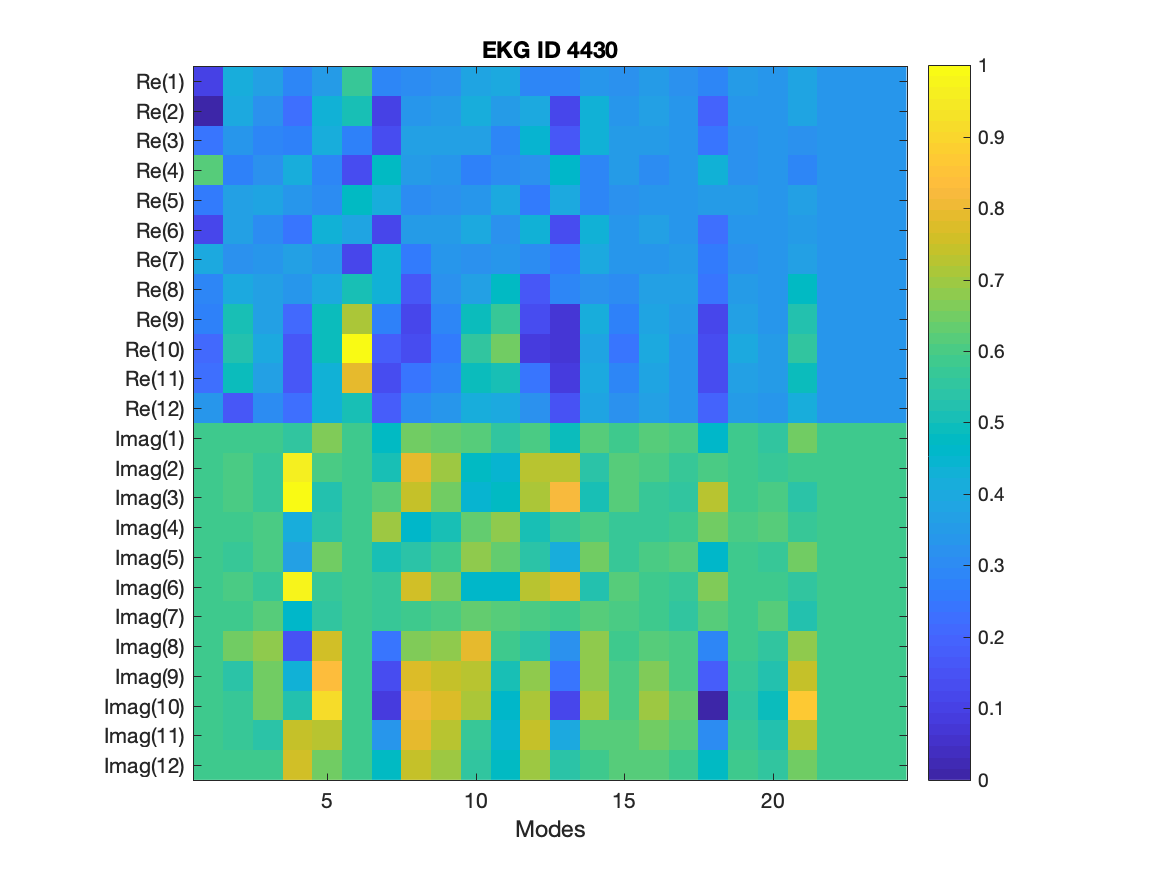 EKG ID 4430
Re(1)
Re(2)
Re(3)
Re(4)
Re(5)
Re(6)
Re(7)
Re(8)
Re(9)
Re(10)
Re(11)
Re(12)
Imag(1)
Imag(2)
Imag(3)
Imag(4)
Imag(5)
Imag(6)
Imag(7)
Imag(8)
Imag(9)
Imag(10)
Imag(11)
Imag(12)
5 10 15 20
Modes
1
0.9
0.8
0.7
0.6
0.5
0.4
0.3
0.2
0.1
0